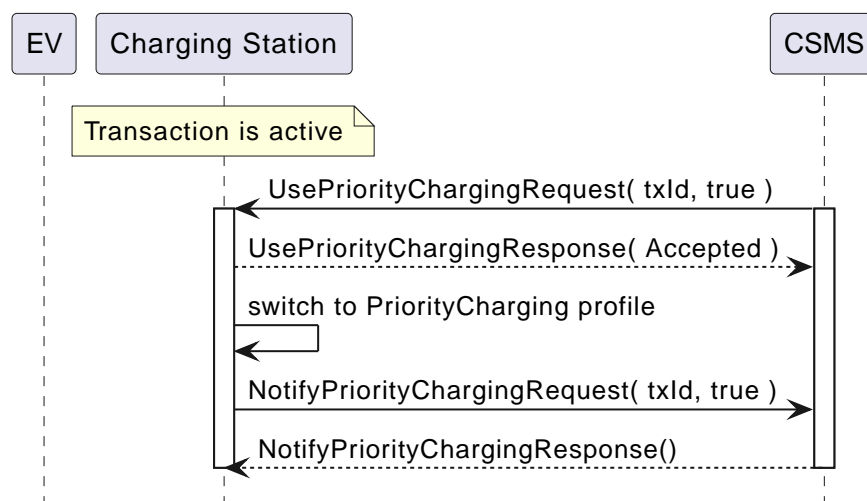 EV
Charging Station
CSMS
Transaction is active
UsePriorityChargingRequest( txId, true )
UsePriorityChargingResponse( Accepted )
switch to PriorityCharging profile
NotifyPriorityChargingRequest( txId, true )
NotifyPriorityChargingResponse()